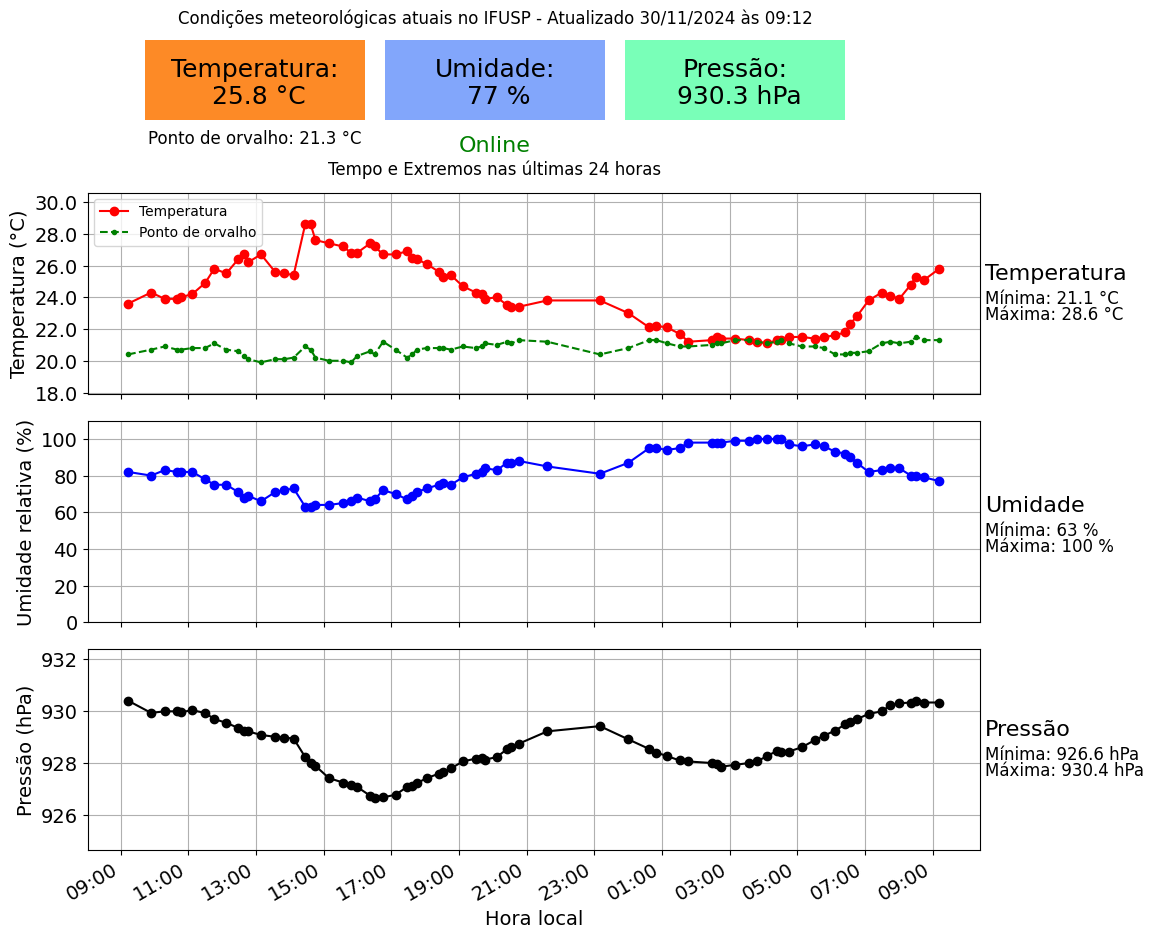 Condições meteorológicas atuais no IFUSP - Atualizado 30/11/2024 às 09:12
Temperatura:
25.8 °C
Umidade:
77 %
Pressão:
930.3 hPa
Ponto de orvalho: 21.3 °C
Online
Tempo e Extremos nas últimas 24 horas
Temperatura (°C)
30.0
28.0
26.0
24.0
22.0
20.0
18.0
Temperatura
Ponto de orvalho
Temperatura
Mínima: 21.1 °C
Máxima: 28.6 °C
Umidade relativa (%)
100
80
60
40
20
0
Umidade
Mínima: 63 %
Máxima: 100 %
Pressão (hPa)
932
930
928
926
Pressão
Mínima: 926.6 hPa
Máxima: 930.4 hPa
09:00
11:00
13:00
15:00
17:00
19:00
21:00
23:00
01:00
03:00
05:00
07:00
09:00
Hora local